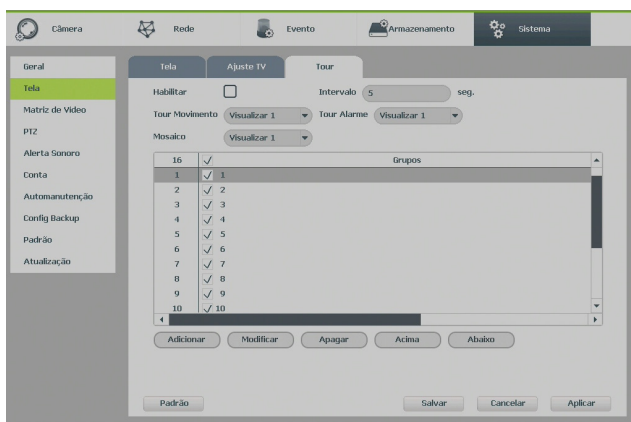 Câmera Rede Evento Armazenamento Sistema
Geral
Tela
Matriz de Vídeo
PTZ
Alerta Sonoro
Conta
Automanutenção
Config Backup
Padrão
Atualização
Tela Ajuste TV Tour
Habilitar Intervalo 5 seg.
Tour Movimento Visualizar 1 Tour Alarme Visualizar 1
Mosaico Visualizar 1
16 Grupos
1 1
2 2
3 3
4 4
5 5
6 6
7 7
8 8
9 9
10 10
Adicionar Modificar Apagar Acima Abaixo
Padrão Salvar Cancelar Aplicar